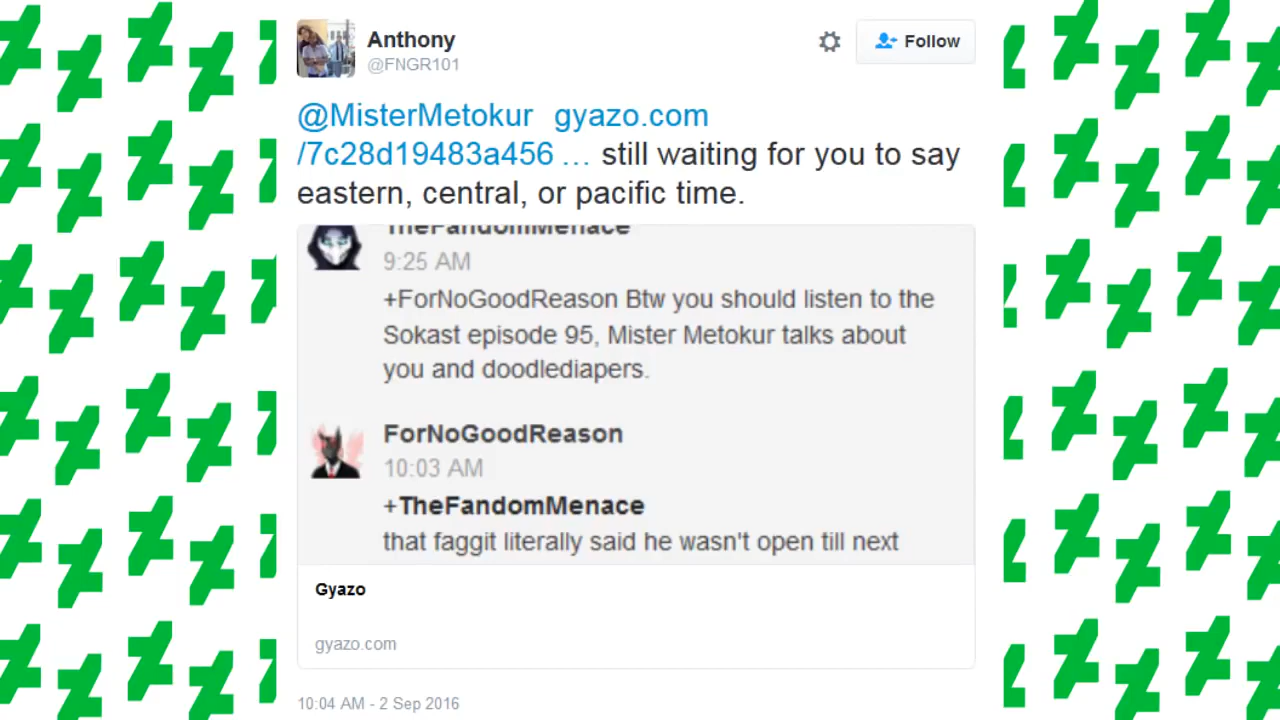 Anthony
@FNGR101
Follow
@MisterMetokur gyazo.com
/7c28d19483a456 … still waiting for you to say
eastern, central, or pacific time.
TheFandomMenace
9:25 AM
+ForNoGoodReason Btw you should listen to the
Sokast episode 95, Mister Metokur talks about
you and doodlediapers.
ForNoGoodReason
10:03 AM
+TheFandomMenace
that faggit literally said he wasn't open till next
Gyazo
gyazo.com
10:04 AM - 2 Sep 2016